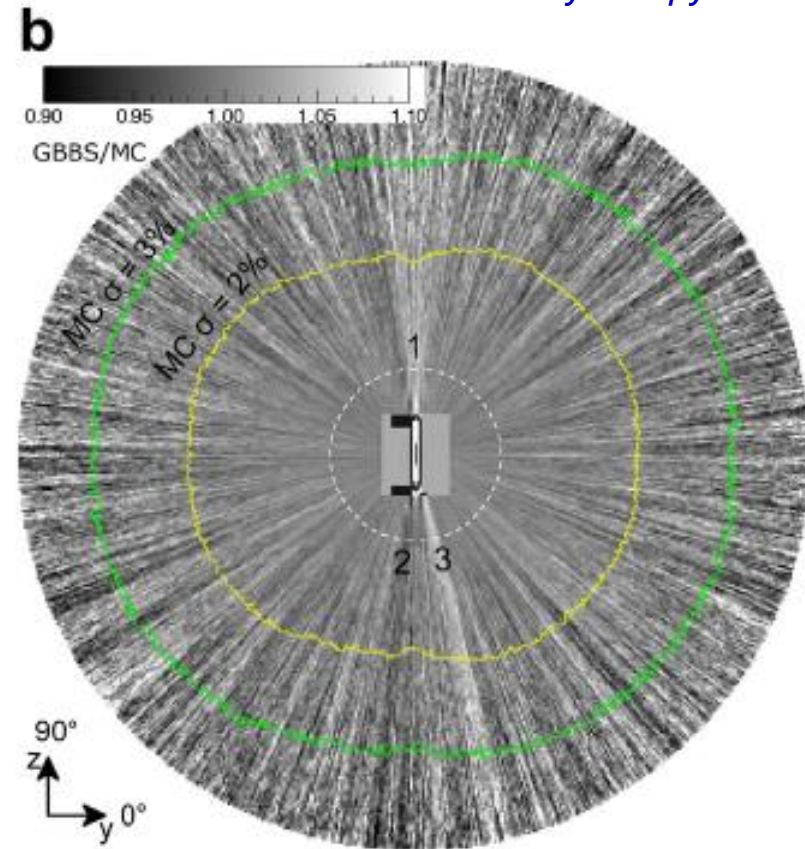 b
0.90 0.95 1.00 1.05 1.10
GBBS/MC
MC σ = 3%
MC σ = 2%
1
2 3
90°
z
y 0°